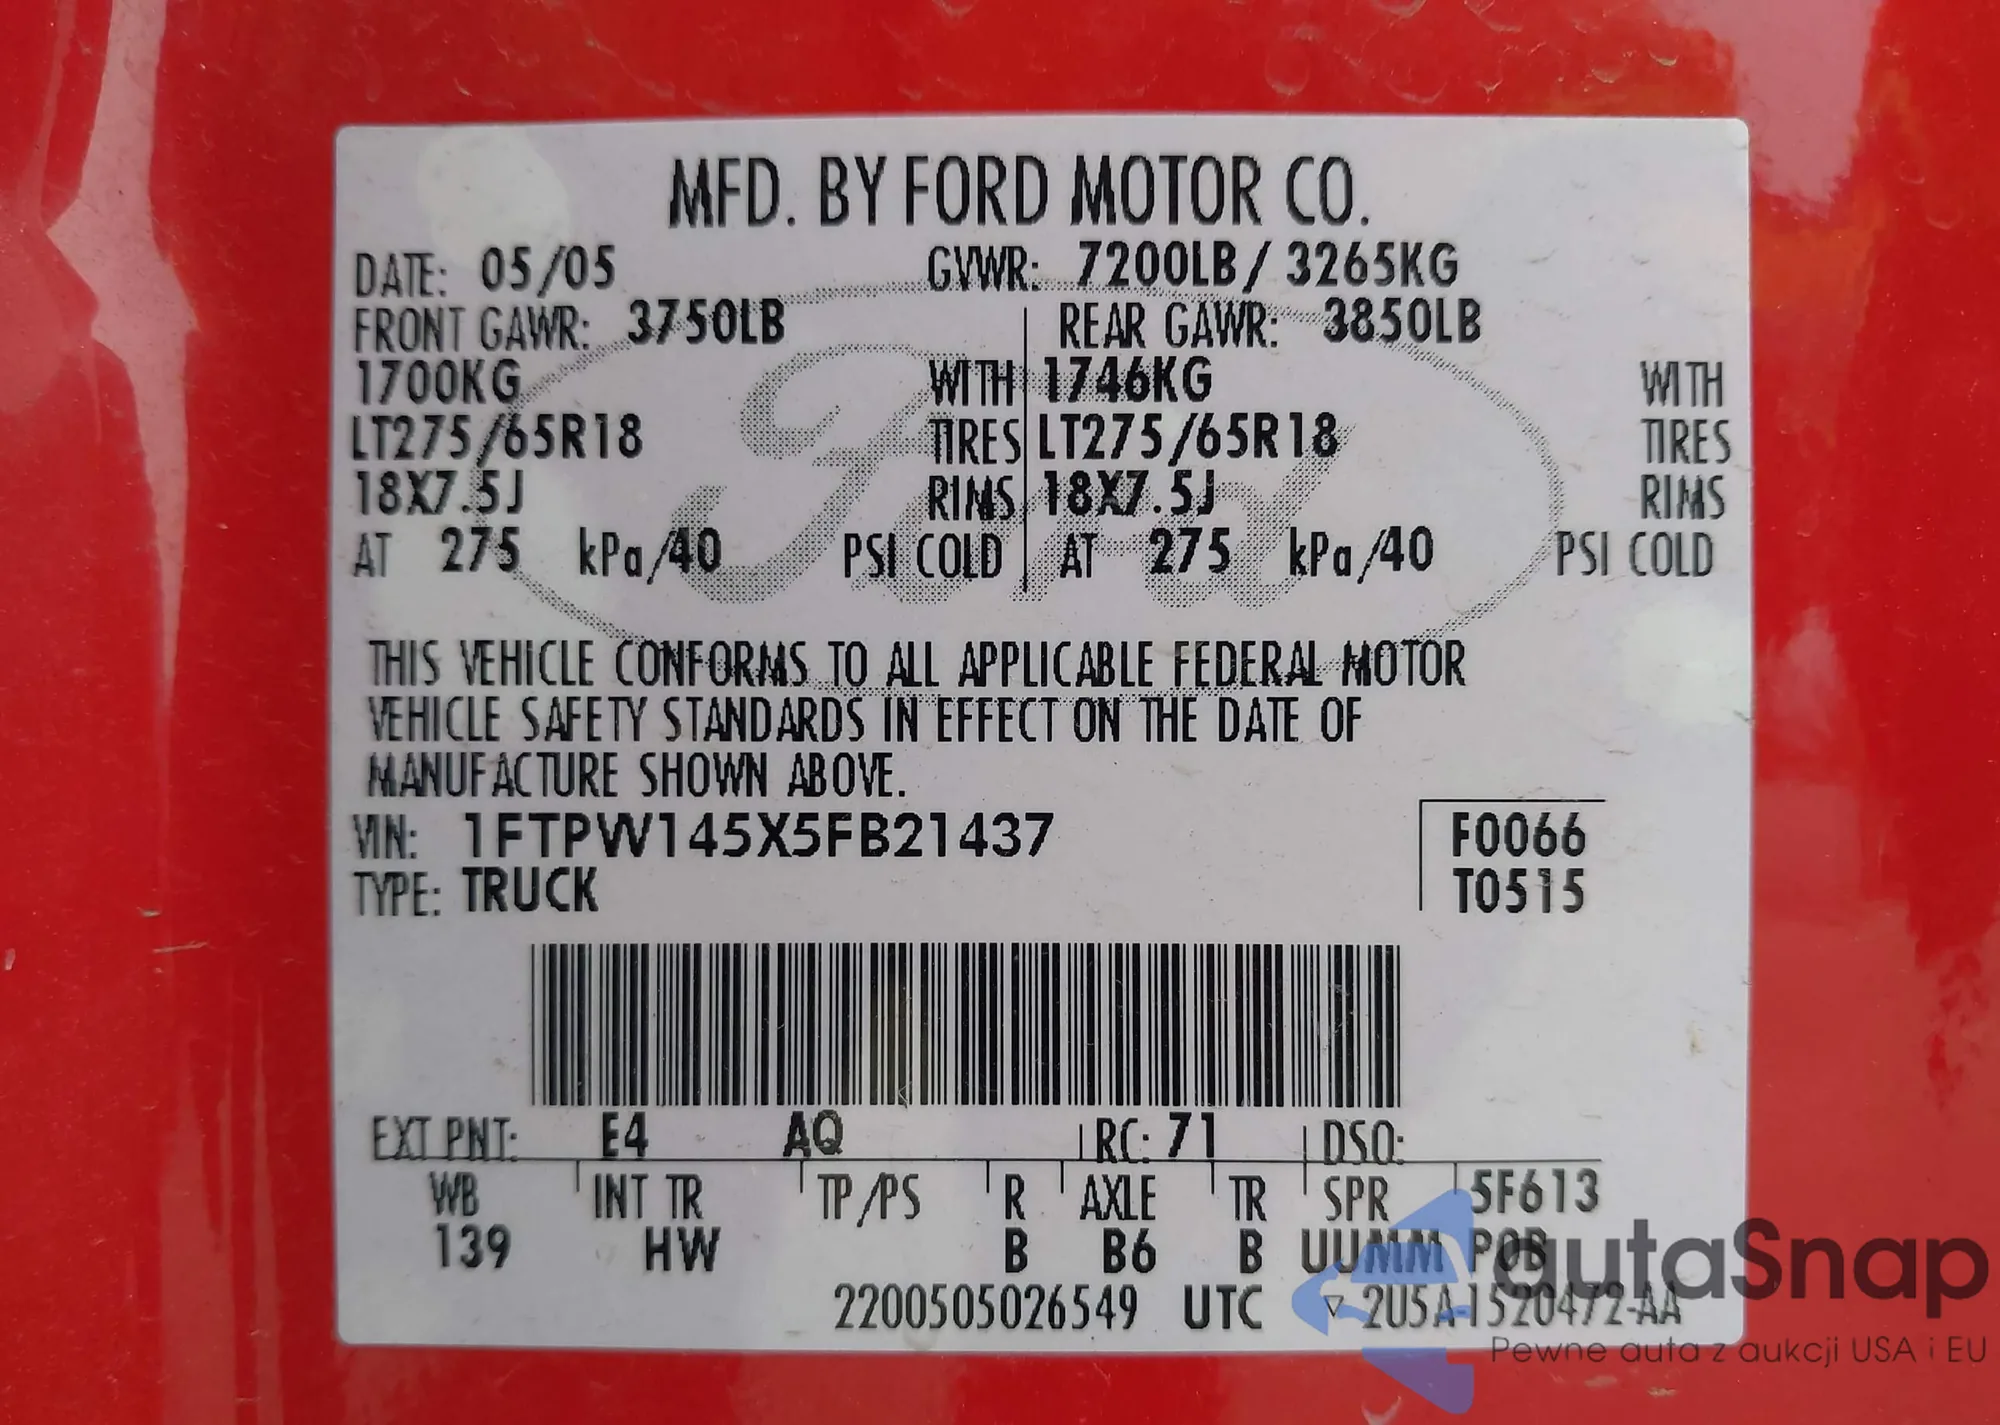 MFD. BY FORD MOTOR CO.
DATE: 05/05 GVWR: 7200LB/ 3265KG
FRONT GAWR: 3750LB REAR GAWR: 3850LB
1700KG WITH 1746KG WITH
LT275/65R18 TIRES LT275/65R18 TIRES
18X7.5J RIMS 18X7.5J RIMS
AT 275 kPa/40 PSI COLD AT 275 kPa/40 PSI COLD
Ford
THIS VEHICLE CONFORMS TO ALL APPLICABLE FEDERAL MOTOR
VEHICLE SAFETY STANDARDS IN EFFECT ON THE DATE OF
MANUFACTURE SHOWN ABOVE.
VIN: 1FTPW145X5FB21437 F0066
TYPE: TRUCK T0515
EXT PNT: E4 AQ RC: 71 DSO:
WB INT TR TP/PS R AXLE TR SPR 5F613
139 HW B B6 B UUMM POB
2200505026549 UTC ▽ 2U5A-1520472-AA
autaSnap
Pewne auta z aukcji USA i EU